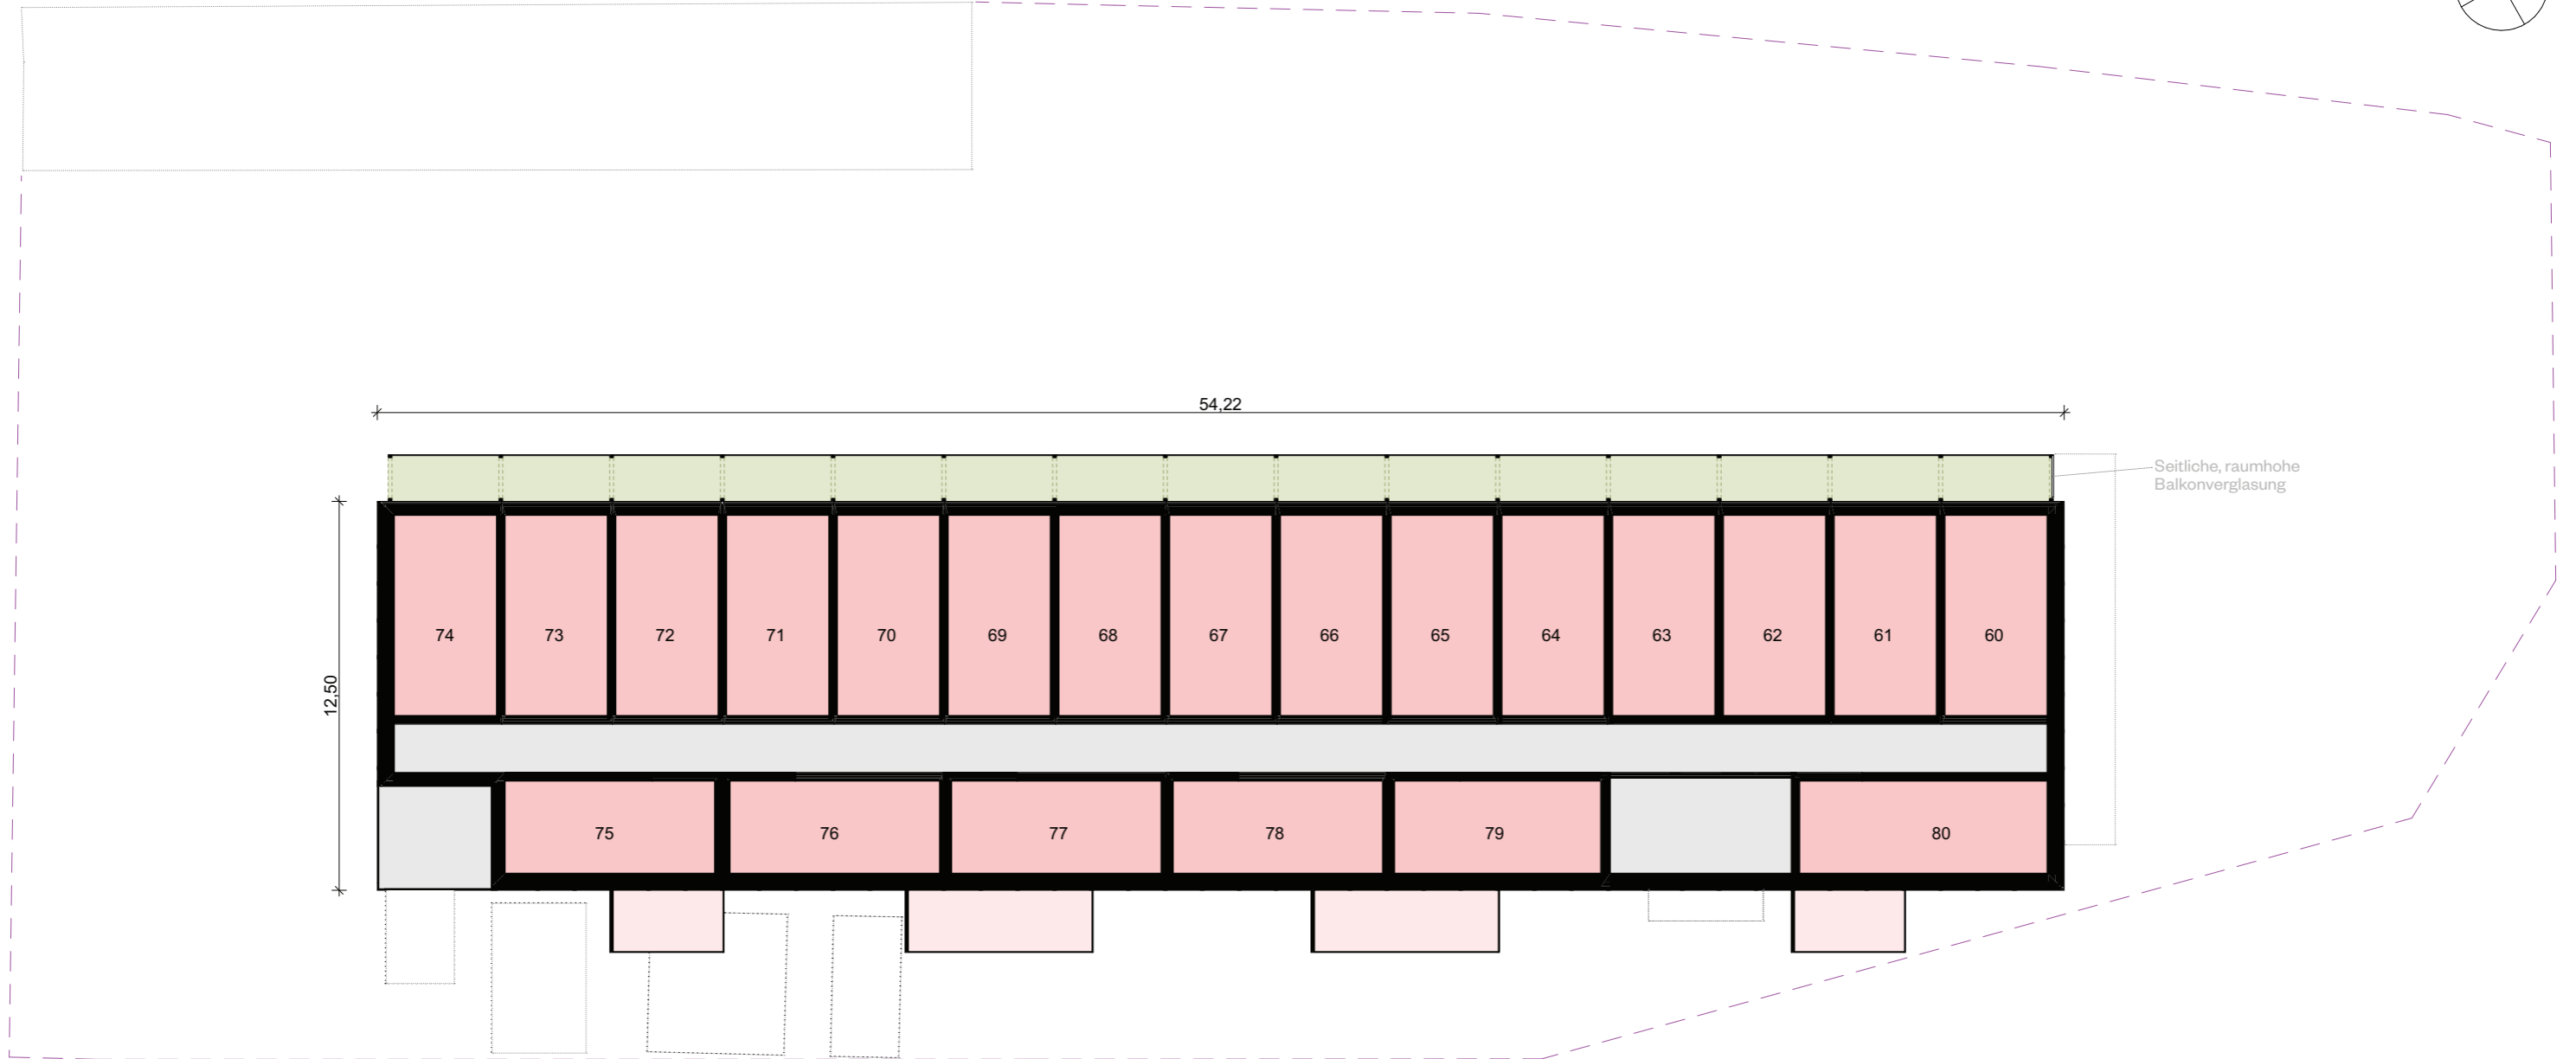 54,22
Seitliche, raumhohe
Balkonverglasung
12,50
74 73 72 71 70 69 68 67 66 65 64 63 62 61 60
75 76 77 78 79 80